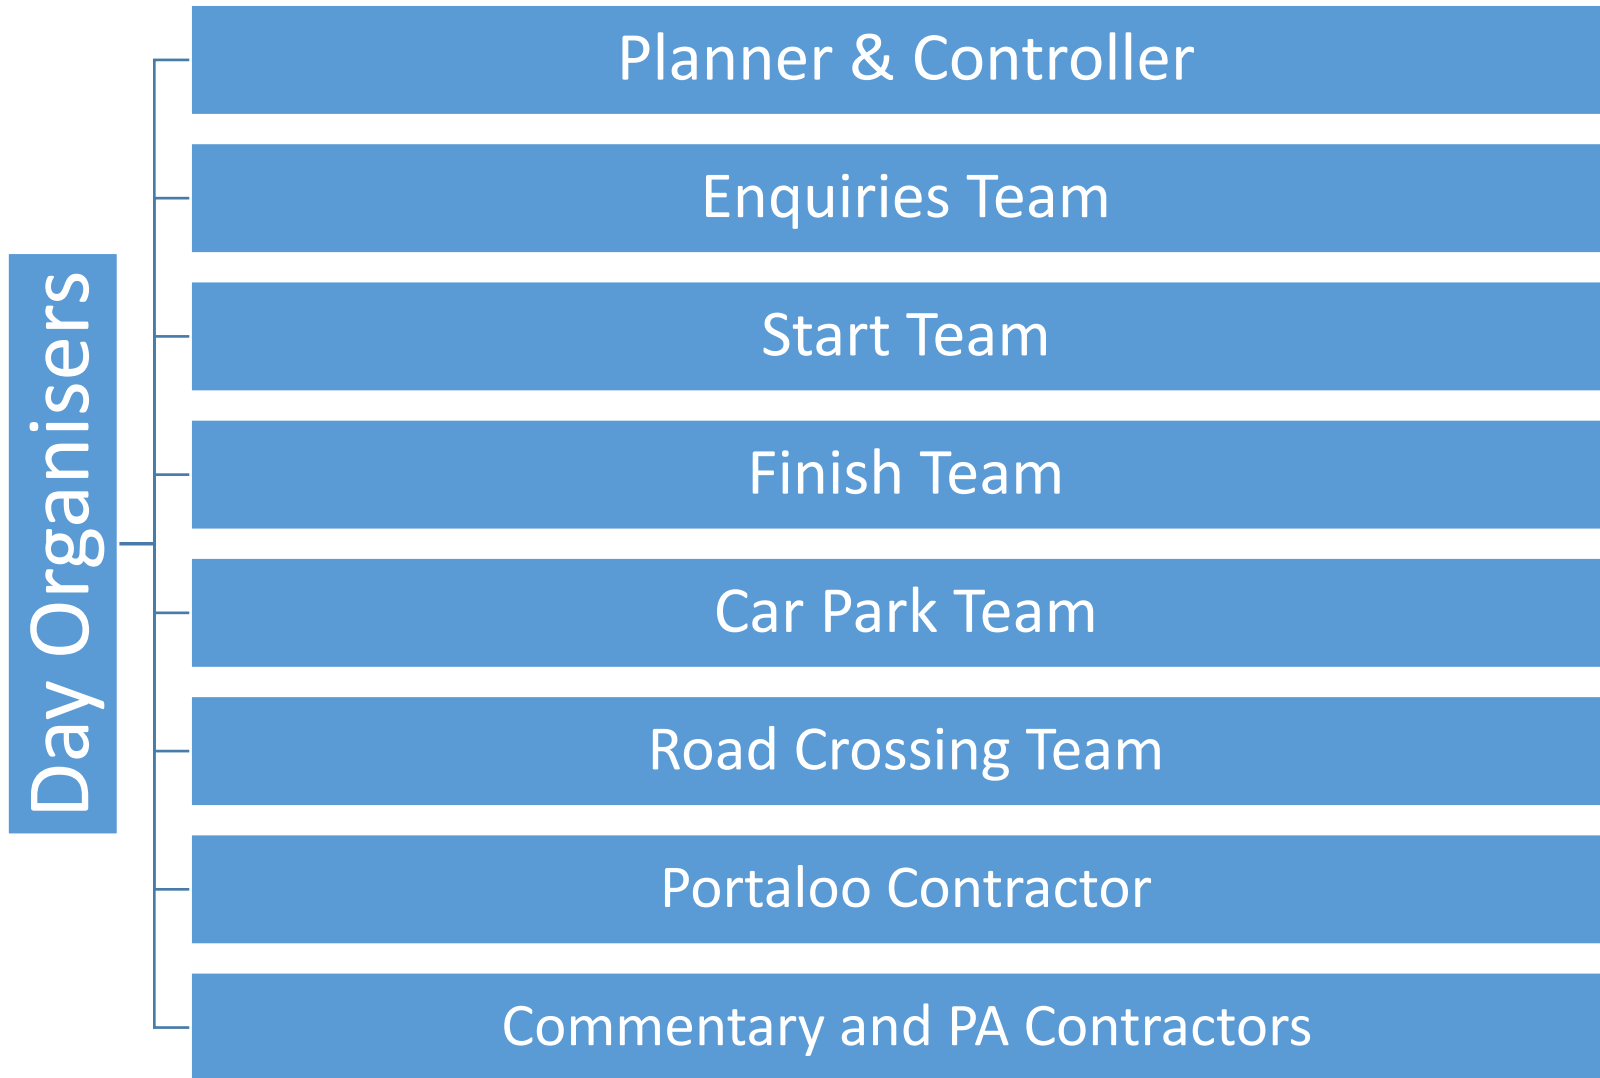 Day Organisers
Planner & Controller
Enquiries Team
Start Team
Finish Team
Car Park Team
Road Crossing Team
Portaloo Contractor
Commentary and PA Contractors